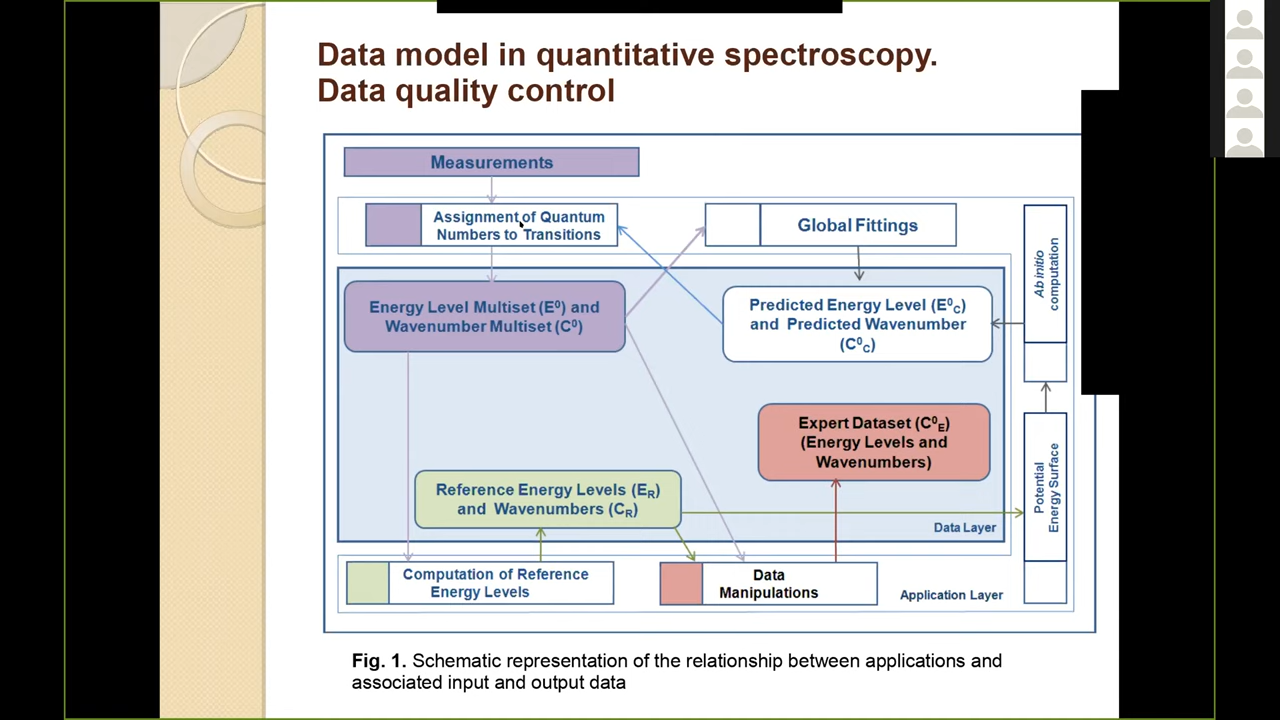 Data model in quantitative spectroscopy.
Data quality control
Measurements
Assignment of Quantum
Numbers to Transitions
Global Fittings
Ab initio
computation
Energy Level Multiset (E⁰) and
Wavenumber Multiset (C⁰)
Predicted Energy Level (E⁰C)
and Predicted Wavenumber
(C⁰C)
Expert Dataset (C⁰E)
(Energy Levels and
Wavenumbers)
Potential
Energy Surface
Reference Energy Levels (ER)
and Wavenumbers (CR)
Data Layer
Computation of Reference
Energy Levels
Data
Manipulations
Application Layer
Fig. 1. Schematic representation of the relationship between applications and
associated input and output data